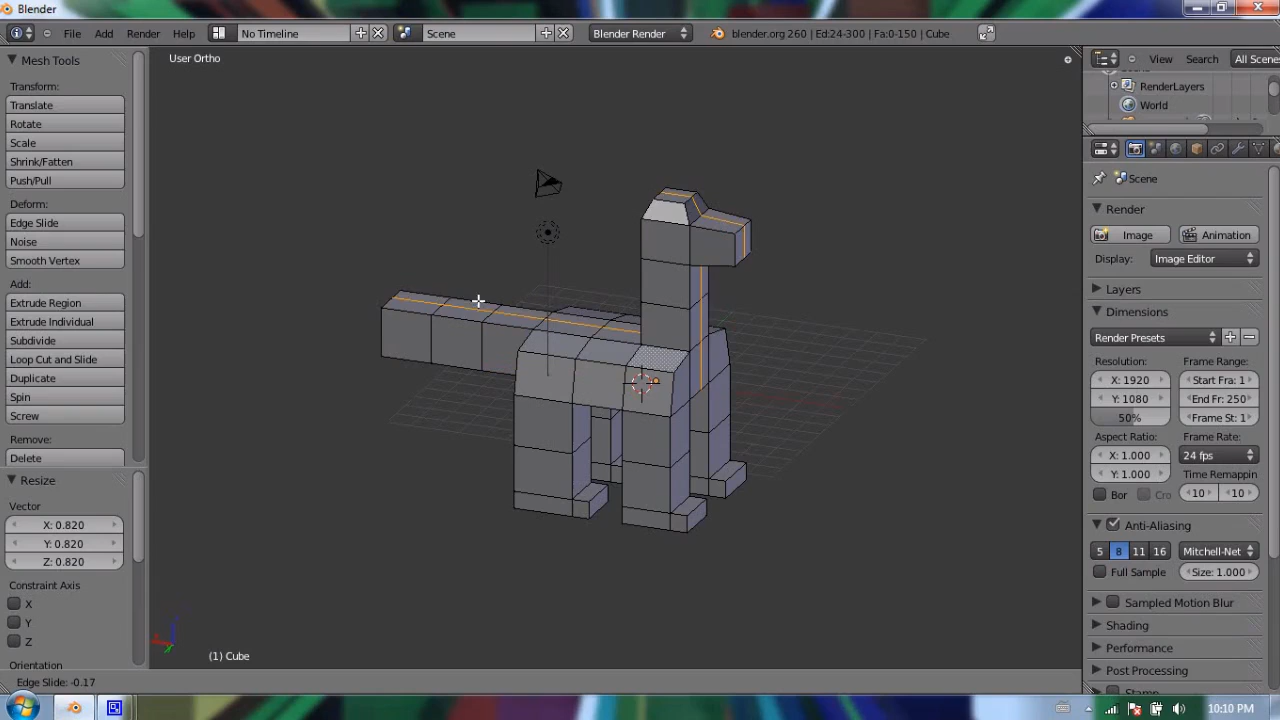 Blender
File Add Render Help No Timeline Scene Blender Render blender.org 260 | Ed:24-300 | Fa:0-150 | Cube
Mesh Tools
Transform:
Translate
Rotate
Scale
Shrink/Fatten
Push/Pull
Deform:
Edge Slide
Noise
Smooth Vertex
Add:
Extrude Region
Extrude Individual
Subdivide
Loop Cut and Slide
Duplicate
Spin
Screw
Remove:
Delete
Resize
Vector
X: 0.820
Y: 0.820
Z: 0.820
Constraint Axis
X
Y
Z
Orientation
User Ortho
(1) Cube
Edge Slide: -0.17
View Search All Scene
RenderLayers
World
Scene
Render
Image Animation
Display: Image Editor
Layers
Dimensions
Render Presets
Resolution: Frame Range:
X: 1920 Start Fra: 1
Y: 1080 End Fr: 250
50% Frame St: 1
Aspect Ratio: Frame Rate:
X: 1.000 24 fps
Y: 1.000 Time Remappin
Bor Cro 10 10
Anti-Aliasing
5 8 11 16 Mitchell-Net
Full Sample Size: 1.000
Sampled Motion Blur
Shading
Performance
Post Processing
Stamp
10:10 PM